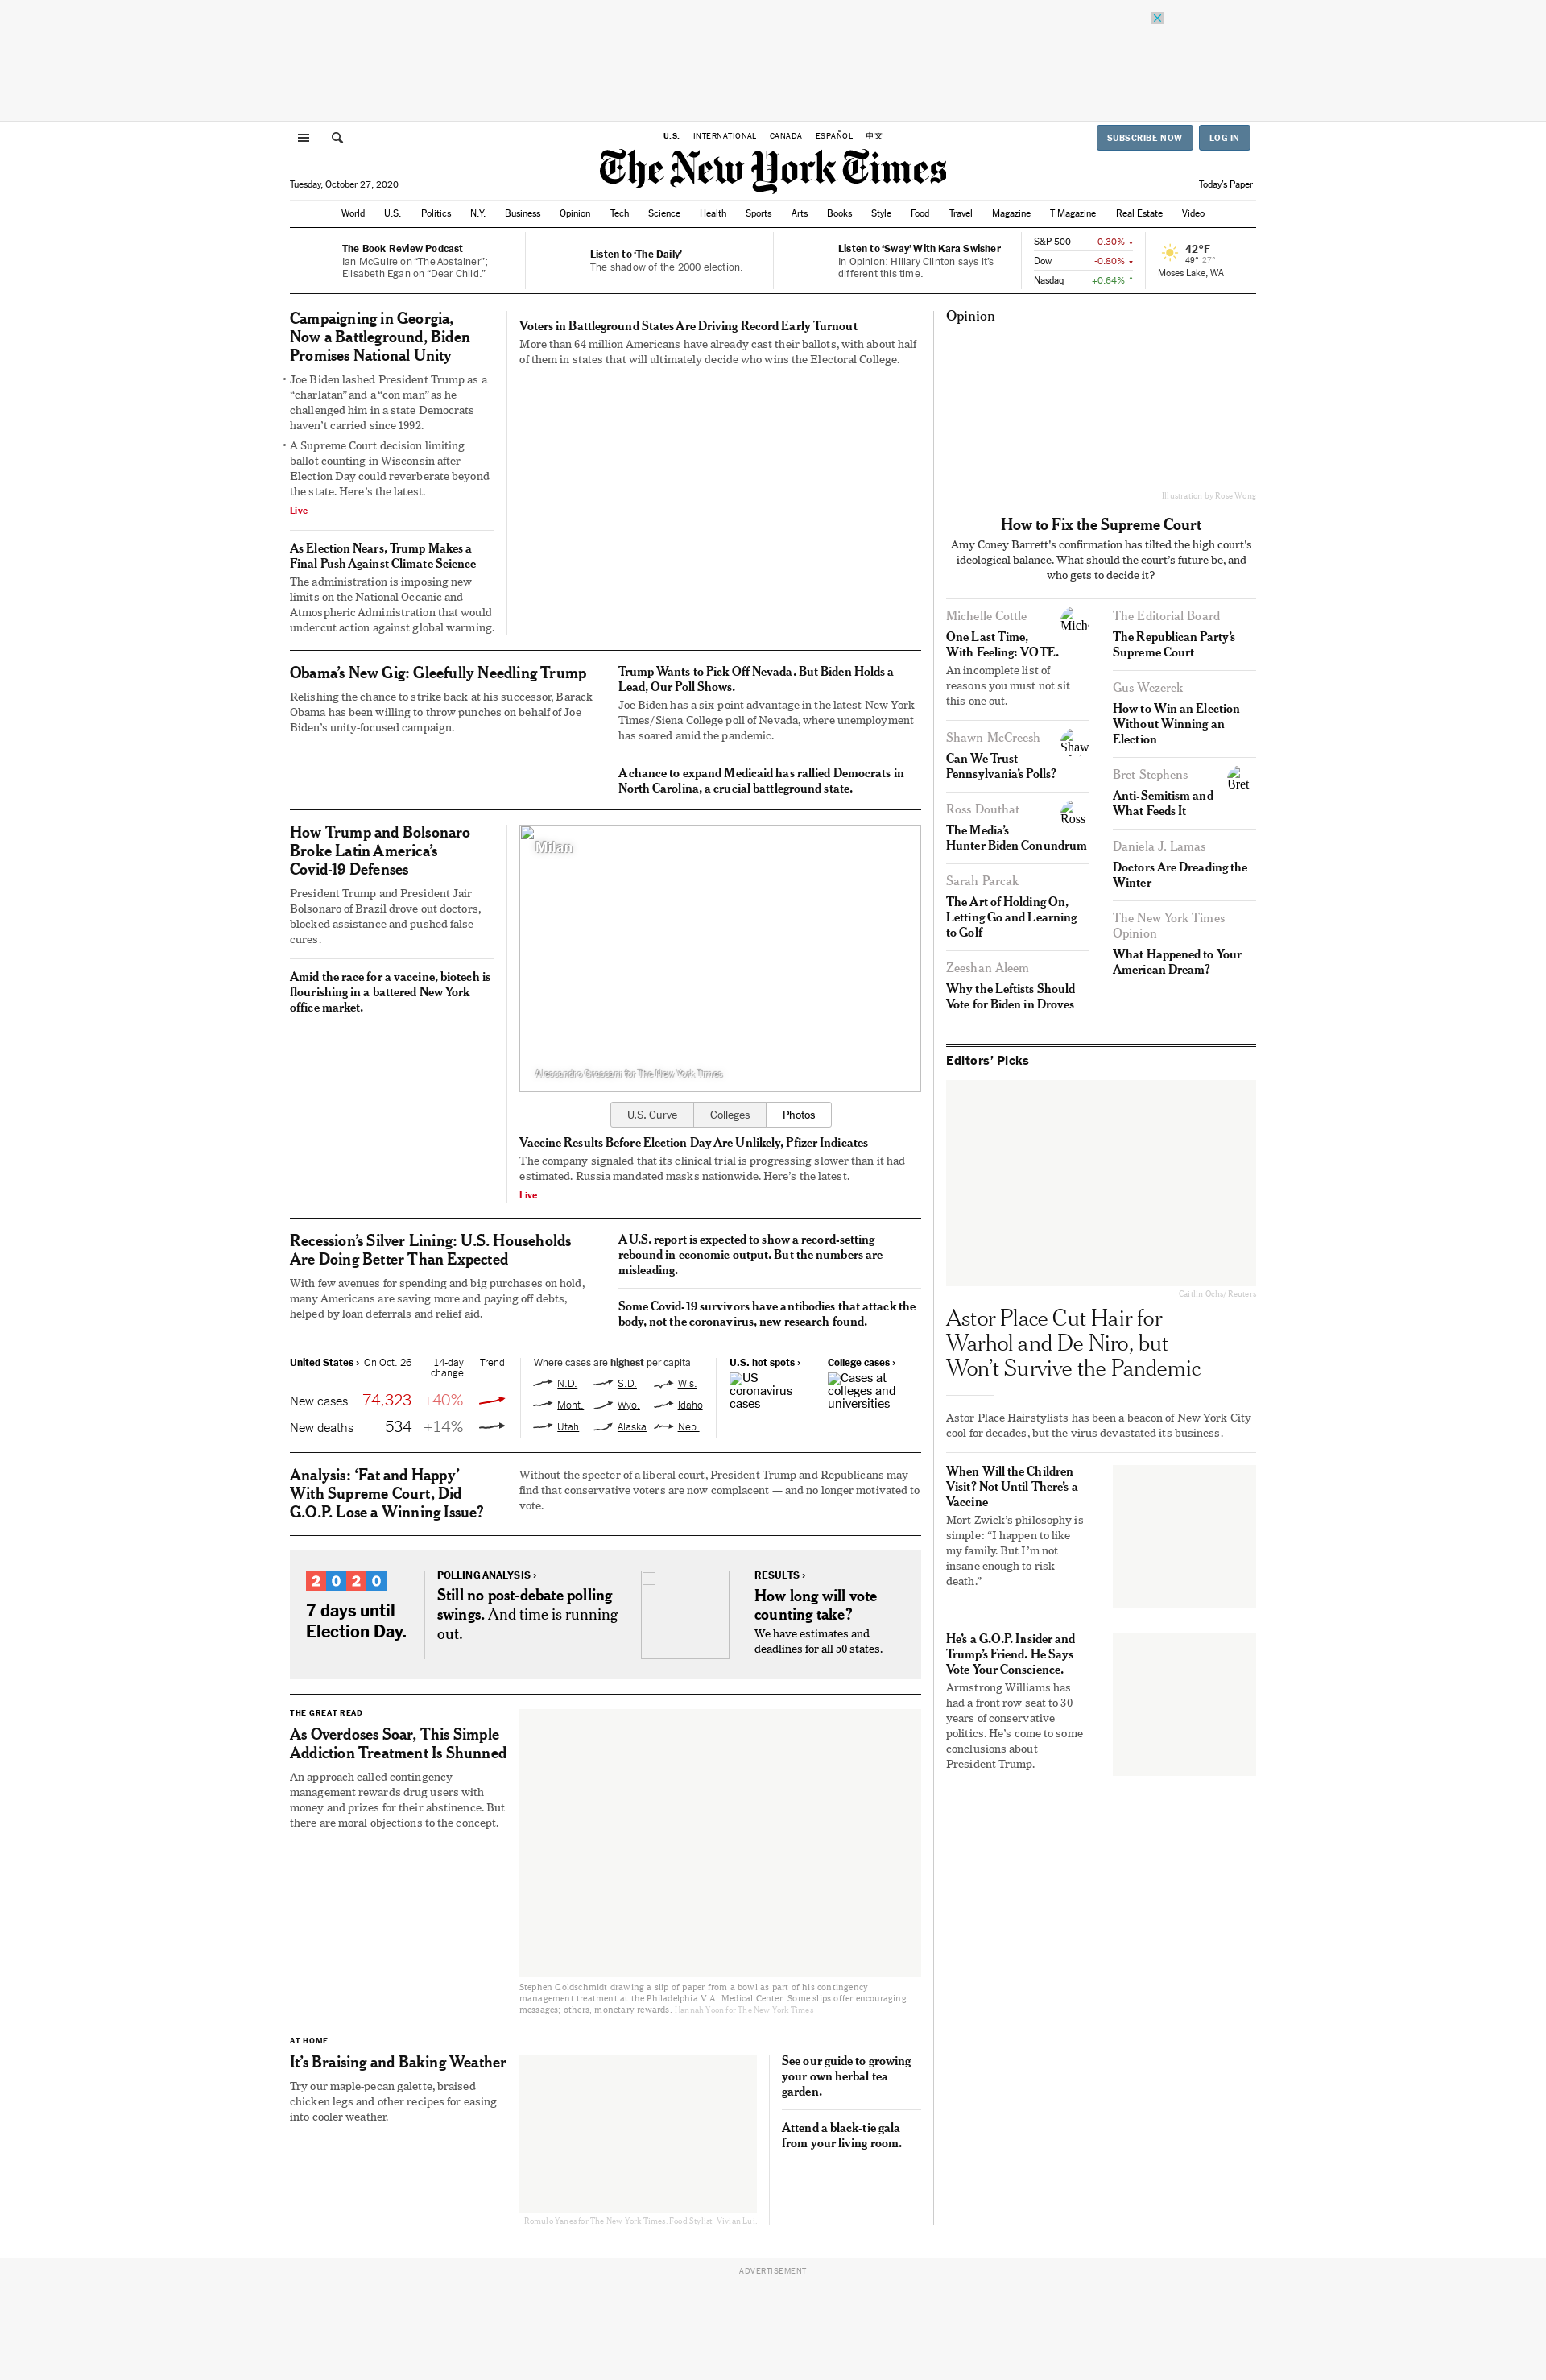 U.S. INTERNATIONAL CANADA ESPAÑOL 中文
SUBSCRIBE NOW
LOG IN
The New York Times
Tuesday, October 27, 2020
Today's Paper
World U.S. Politics N.Y. Business Opinion Tech Science Health Sports Arts Books Style Food Travel Magazine T Magazine Real Estate Video
The Book Review Podcast
Ian McGuire on “The Abstainer”;
Elisabeth Egan on “Dear Child.”
Listen to ‘The Daily’
The shadow of the 2000 election.
Listen to ‘Sway’ With Kara Swisher
In Opinion: Hillary Clinton says it's
different this time.
S&P 500 -0.30% ↓
Dow -0.80% ↓
Nasdaq +0.64% ↑
42°F
49° 27°
Moses Lake, WA
Campaigning in Georgia,
Now a Battleground, Biden
Promises National Unity
• Joe Biden lashed President Trump as a
“charlatan” and a “con man” as he
challenged him in a state Democrats
haven’t carried since 1992.
• A Supreme Court decision limiting
ballot counting in Wisconsin after
Election Day could reverberate beyond
the state. Here’s the latest.
Live
As Election Nears, Trump Makes a
Final Push Against Climate Science
The administration is imposing new
limits on the National Oceanic and
Atmospheric Administration that would
undercut action against global warming.
Voters in Battleground States Are Driving Record Early Turnout
More than 64 million Americans have already cast their ballots, with about half
of them in states that will ultimately decide who wins the Electoral College.
Obama’s New Gig: Gleefully Needling Trump
Relishing the chance to strike back at his successor, Barack
Obama has been willing to throw punches on behalf of Joe
Biden’s unity-focused campaign.
Trump Wants to Pick Off Nevada. But Biden Holds a
Lead, Our Poll Shows.
Joe Biden has a six-point advantage in the latest New York
Times/Siena College poll of Nevada, where unemployment
has soared amid the pandemic.
A chance to expand Medicaid has rallied Democrats in
North Carolina, a crucial battleground state.
How Trump and Bolsonaro
Broke Latin America’s
Covid-19 Defenses
President Trump and President Jair
Bolsonaro of Brazil drove out doctors,
blocked assistance and pushed false
cures.
Amid the race for a vaccine, biotech is
flourishing in a battered New York
office market.
Milan
Alessandro Grassani for The New York Times
U.S. Curve Colleges Photos
Vaccine Results Before Election Day Are Unlikely, Pfizer Indicates
The company signaled that its clinical trial is progressing slower than it had
estimated. Russia mandated masks nationwide. Here’s the latest.
Live
Recession’s Silver Lining: U.S. Households
Are Doing Better Than Expected
With few avenues for spending and big purchases on hold,
many Americans are saving more and paying off debts,
helped by loan deferrals and relief aid.
A U.S. report is expected to show a record-setting
rebound in economic output. But the numbers are
misleading.
Some Covid-19 survivors have antibodies that attack the
body, not the coronavirus, new research found.
United States › On Oct. 26 14-day
change Trend
New cases 74,323 +40%
New deaths 534 +14%
Where cases are highest per capita
N.D. S.D. Wis.
Mont. Wyo. Idaho
Utah Alaska Neb.
U.S. hot spots ›
US
coronavirus
cases
College cases ›
Cases at
colleges and
universities
Analysis: ‘Fat and Happy’
With Supreme Court, Did
G.O.P. Lose a Winning Issue?
Without the specter of a liberal court, President Trump and Republicans may
find that conservative voters are now complacent — and no longer motivated to
vote.
2020
7 days until
Election Day.
POLLING ANALYSIS ›
Still no post-debate polling
swings. And time is running
out.
RESULTS ›
How long will vote
counting take?
We have estimates and
deadlines for all 50 states.
THE GREAT READ
As Overdoses Soar, This Simple
Addiction Treatment Is Shunned
An approach called contingency
management rewards drug users with
money and prizes for their abstinence. But
there are moral objections to the concept.
Stephen Goldschmidt drawing a slip of paper from a bowl as part of his contingency
management treatment at the Philadelphia V.A. Medical Center. Some slips offer encouraging
messages; others, monetary rewards. Hannah Yoon for The New York Times
AT HOME
It’s Braising and Baking Weather
Try our maple-pecan galette, braised
chicken legs and other recipes for easing
into cooler weather.
Romulo Yanes for The New York Times. Food Stylist: Vivian Lui.
See our guide to growing
your own herbal tea
garden.
Attend a black-tie gala
from your living room.
Opinion
Illustration by Rose Wong
How to Fix the Supreme Court
Amy Coney Barrett’s confirmation has tilted the high court’s
ideological balance. What should the court’s future be, and
who gets to decide it?
Michelle Cottle
Mich
One Last Time,
With Feeling: VOTE.
An incomplete list of
reasons you must not sit
this one out.
Shawn McCreesh
Shaw
Can We Trust
Pennsylvania’s Polls?
Ross Douthat
Ross
The Media’s
Hunter Biden Conundrum
Sarah Parcak
The Art of Holding On,
Letting Go and Learning
to Golf
Zeeshan Aleem
Why the Leftists Should
Vote for Biden in Droves
The Editorial Board
The Republican Party’s
Supreme Court
Gus Wezerek
How to Win an Election
Without Winning an
Election
Bret Stephens
Bret
Anti-Semitism and
What Feeds It
Daniela J. Lamas
Doctors Are Dreading the
Winter
The New York Times
Opinion
What Happened to Your
American Dream?
Editors’ Picks
Caitlin Ochs/Reuters
Astor Place Cut Hair for
Warhol and De Niro, but
Won’t Survive the Pandemic
Astor Place Hairstylists has been a beacon of New York City
cool for decades, but the virus devastated its business.
When Will the Children
Visit? Not Until There’s a
Vaccine
Mort Zwick’s philosophy is
simple: “I happen to like
my family. But I’m not
insane enough to risk
death.”
He’s a G.O.P. Insider and
Trump’s Friend. He Says
Vote Your Conscience.
Armstrong Williams has
had a front row seat to 30
years of conservative
politics. He’s come to some
conclusions about
President Trump.
ADVERTISEMENT